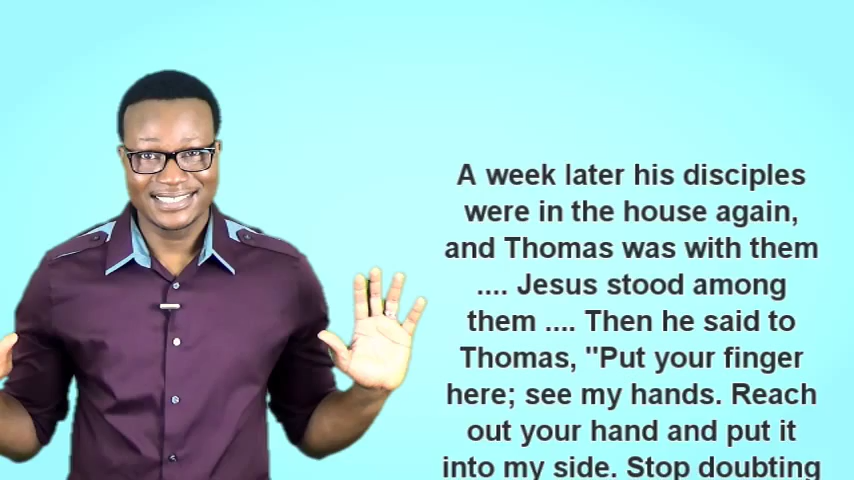 A week later his disciples
were in the house again,
and Thomas was with them
.... Jesus stood among
them .... Then he said to
Thomas, "Put your finger
here; see my hands. Reach
out your hand and put it
into my side. Stop doubting